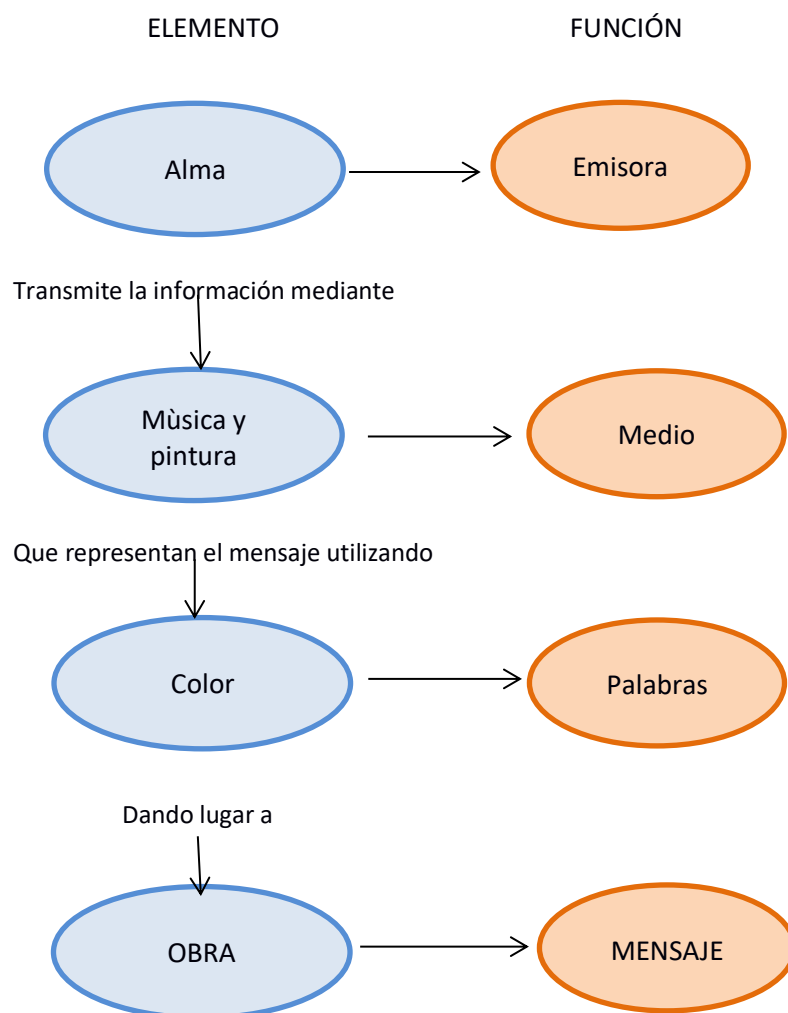 ELEMENTO FUNCIÓN
Alma Emisora
Transmite la información mediante
Mùsica y
pintura
Medio
Que representan el mensaje utilizando
Color Palabras
Dando lugar a
OBRA MENSAJE